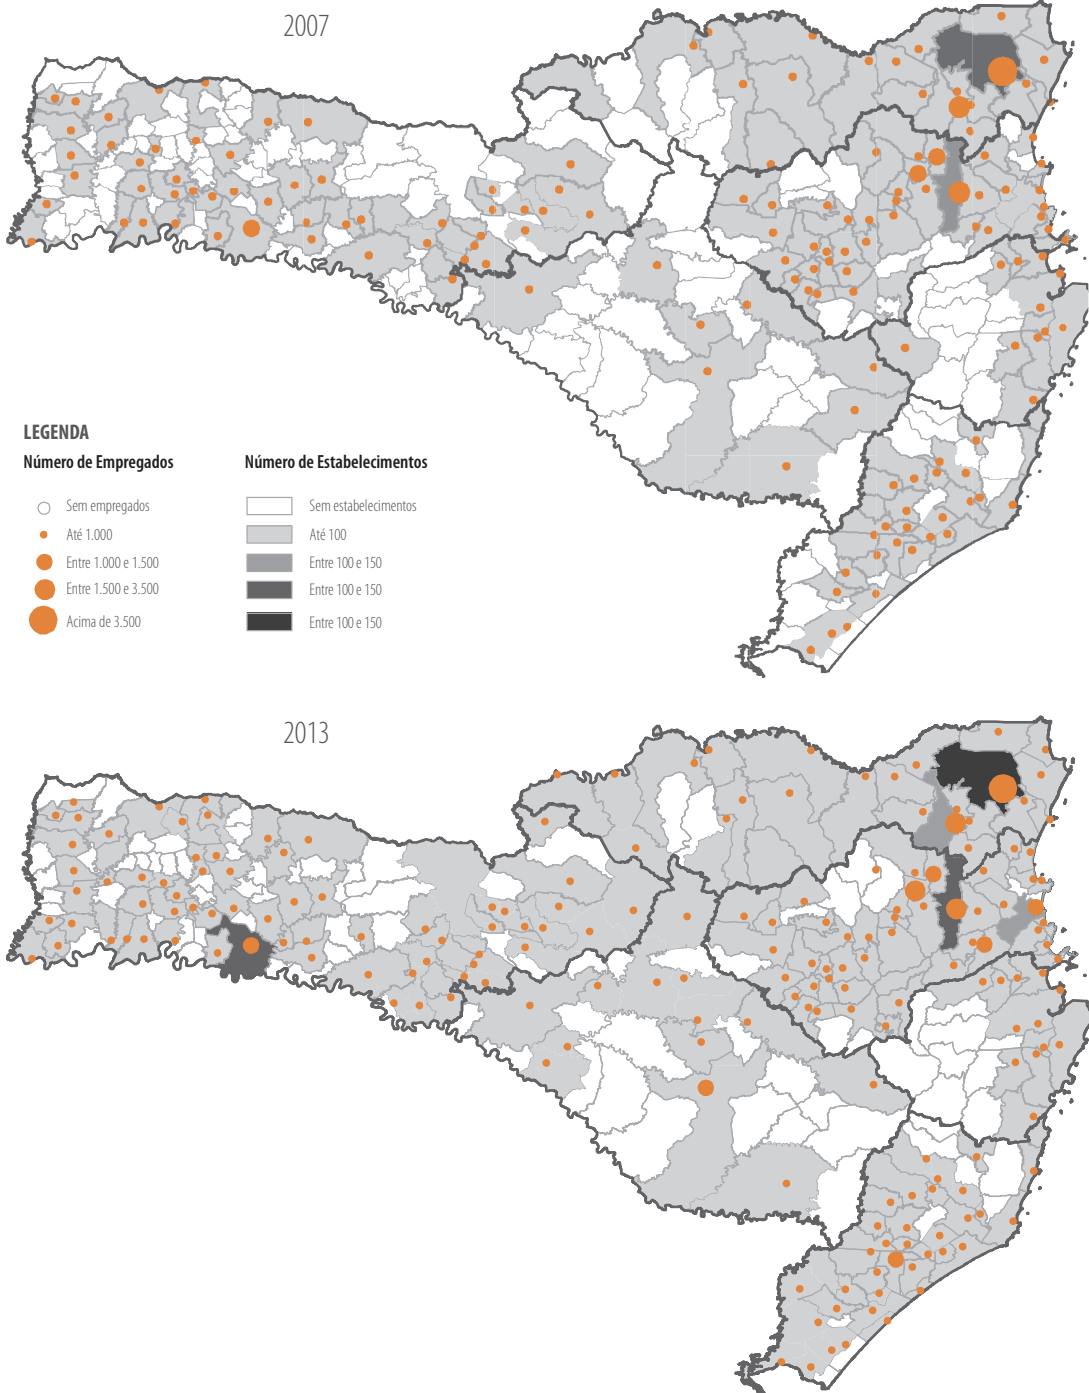 2007
LEGENDA
Número de Empregados
Sem empregados
Até 1.000
Entre 1.000 e 1.500
Entre 1.500 e 3.500
Acima de 3.500
Número de Estabelecimentos
Sem estabelecimentos
Até 100
Entre 100 e 150
Entre 100 e 150
Entre 100 e 150
2013